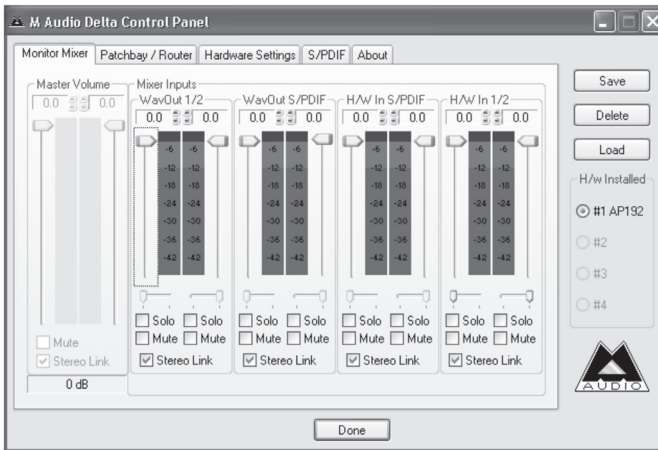 M Audio Delta Control Panel
Monitor Mixer Patchbay / Router Hardware Settings S/PDIF About
Master Volume
0.0 0.0
Mute
Stereo Link
0 dB
Mixer Inputs
WavOut 1/2
0.0 0.0
-6 -6
-12 -12
-18 -18
-24 -24
-30 -30
-36 -36
-42 -42
Solo Solo
Mute Mute
Stereo Link
WavOut S/PDIF
0.0 0.0
-6 -6
-12 -12
-18 -18
-24 -24
-30 -30
-36 -36
-42 -42
Solo Solo
Mute Mute
Stereo Link
H/W In S/PDIF
0.0 0.0
-6 -6
-12 -12
-18 -18
-24 -24
-30 -30
-36 -36
-42 -42
Solo Solo
Mute Mute
Stereo Link
H/W In 1/2
0.0 0.0
-6 -6
-12 -12
-18 -18
-24 -24
-30 -30
-36 -36
-42 -42
Solo Solo
Mute Mute
Stereo Link
Save
Delete
Load
H/w Installed
#1 AP192
#2
#3
#4
AUDIO
Done